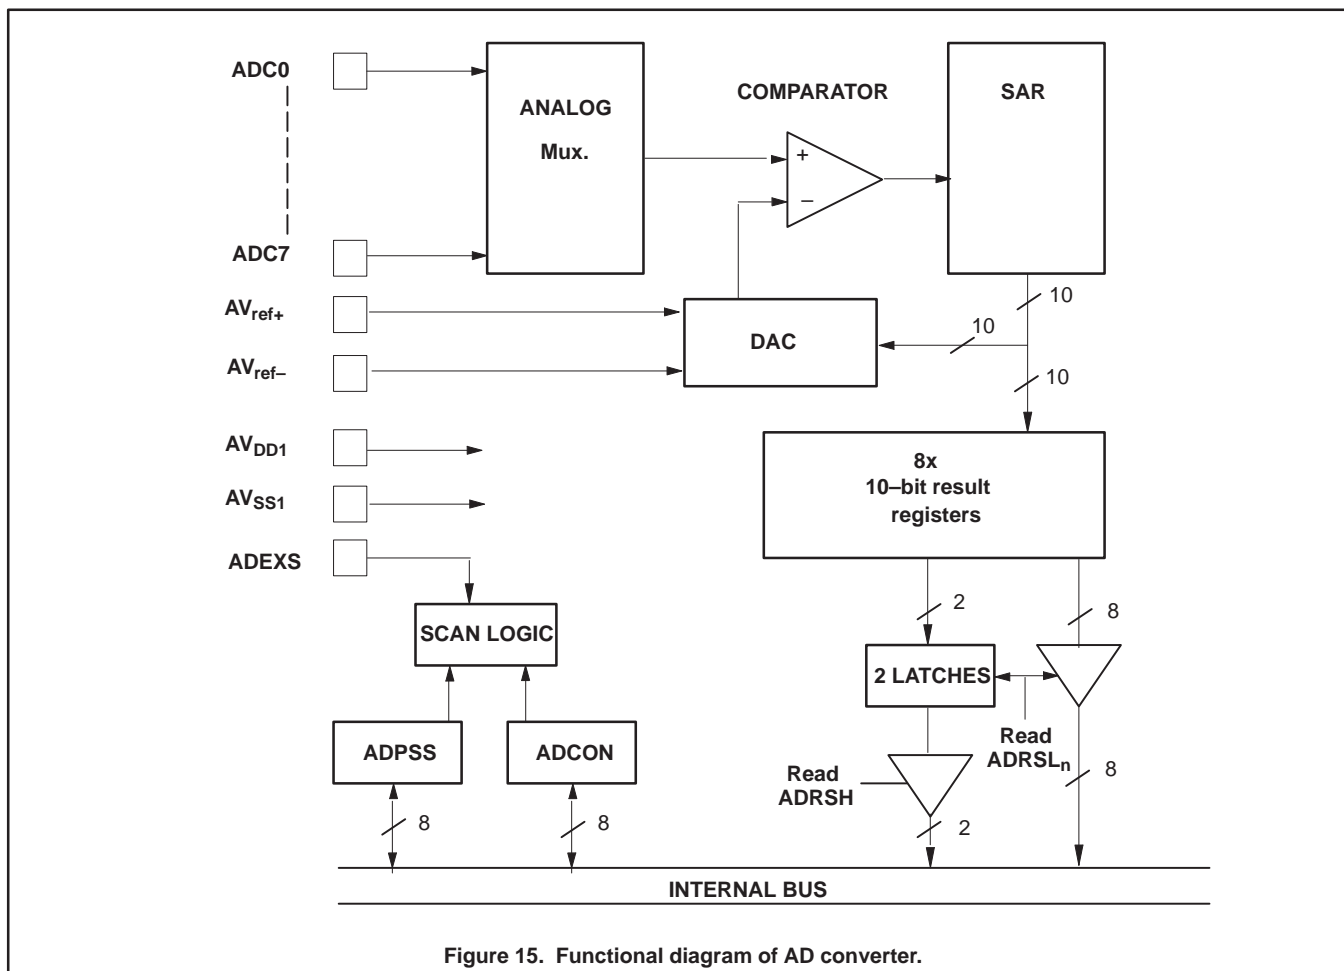 ADC0
ADC7
AVref+
AVref–
AVDD1
AVSS1
ADEXS
ANALOG
Mux.
COMPARATOR
+
–
SAR
10
10
10
DAC
8x
10–bit result
registers
SCAN LOGIC
2
8
2 LATCHES
ADPSS
ADCON
Read
ADRSLn
Read
ADRSH
8
8
8
2
INTERNAL BUS
Figure 15. Functional diagram of AD converter.